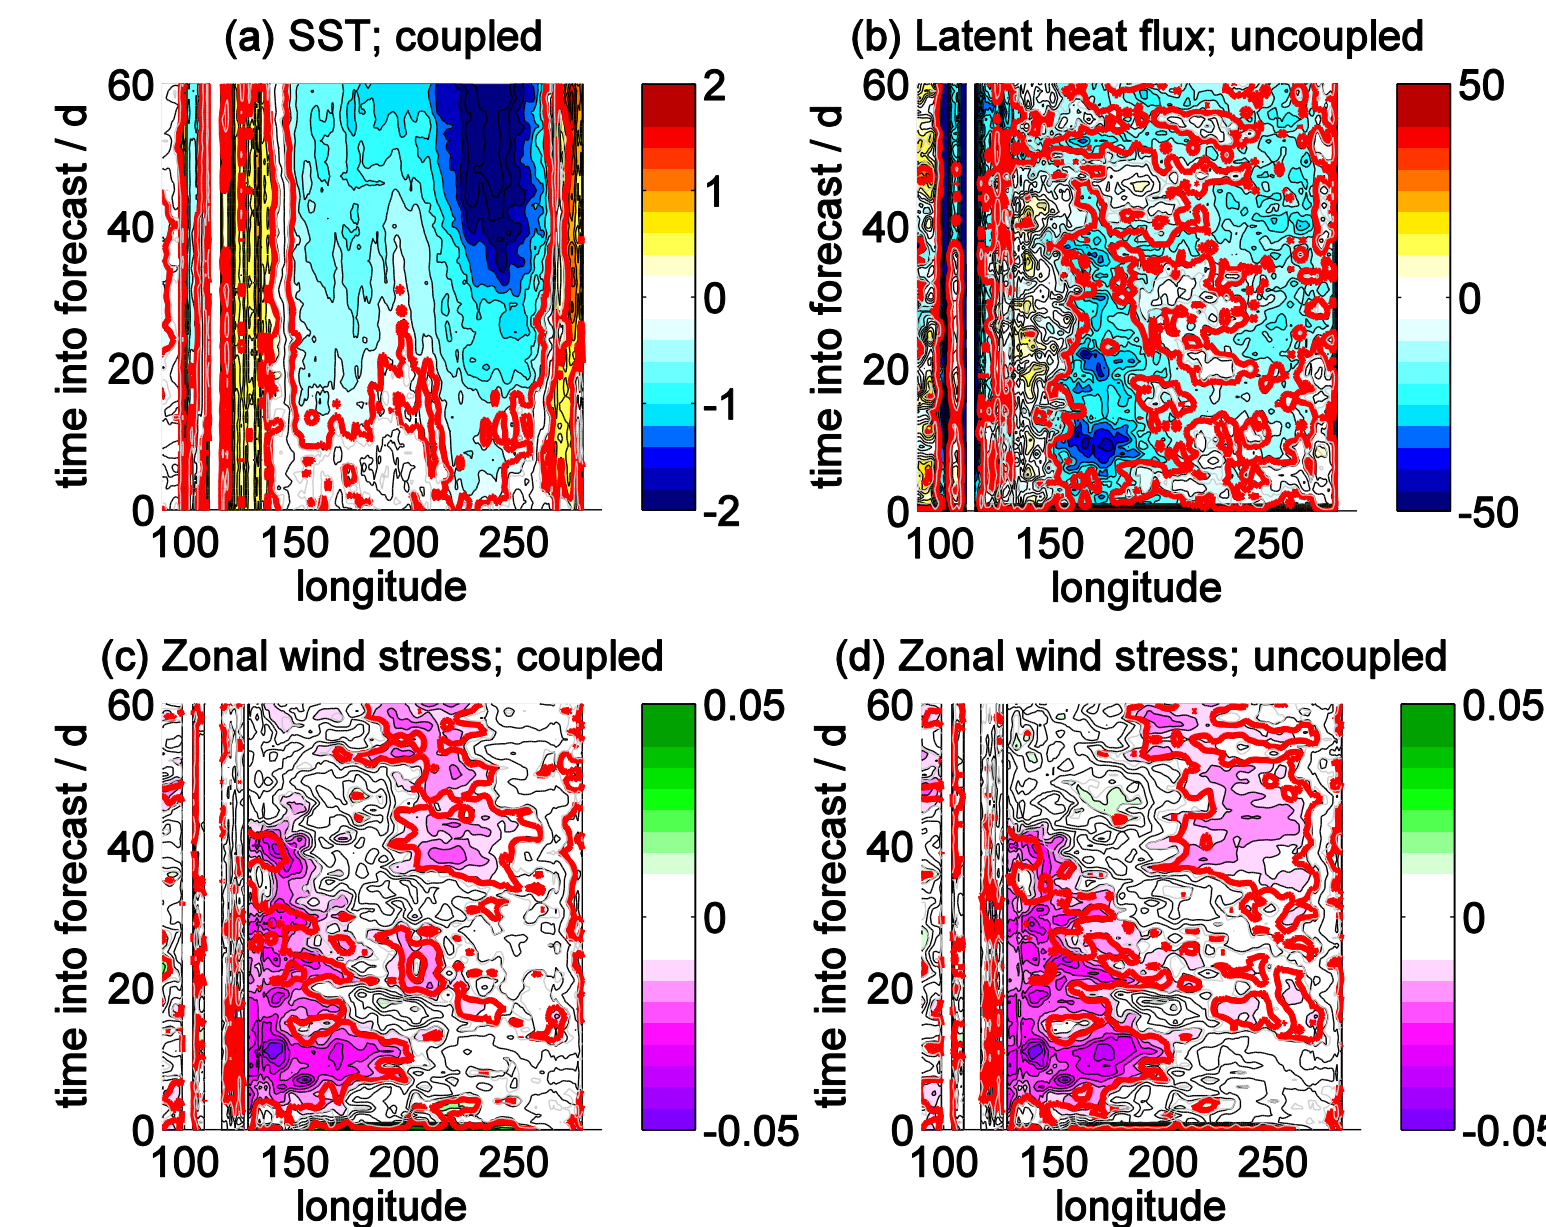 (a) SST; coupled
60
40
20
0
time into forecast / d
100 150 200 250
longitude
2
1
0
-1
-2
(b) Latent heat flux; uncoupled
60
40
20
0
time into forecast / d
100 150 200 250
longitude
50
0
-50
(c) Zonal wind stress; coupled
60
40
20
0
time into forecast / d
100 150 200 250
longitude
0.05
0
-0.05
(d) Zonal wind stress; uncoupled
60
40
20
0
time into forecast / d
100 150 200 250
longitude
0.05
0
-0.05